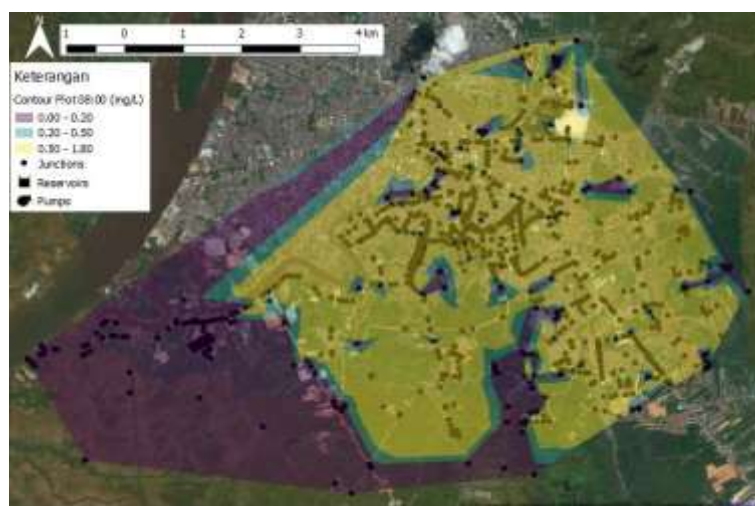 1 0 1 2 3 4 km
Keterangan
Contour Plot 08:00 (mg/L)
0.00 - 0.20
0.20 - 0.50
0.50 - 1.80
Junctions
Reservoirs
Pumps